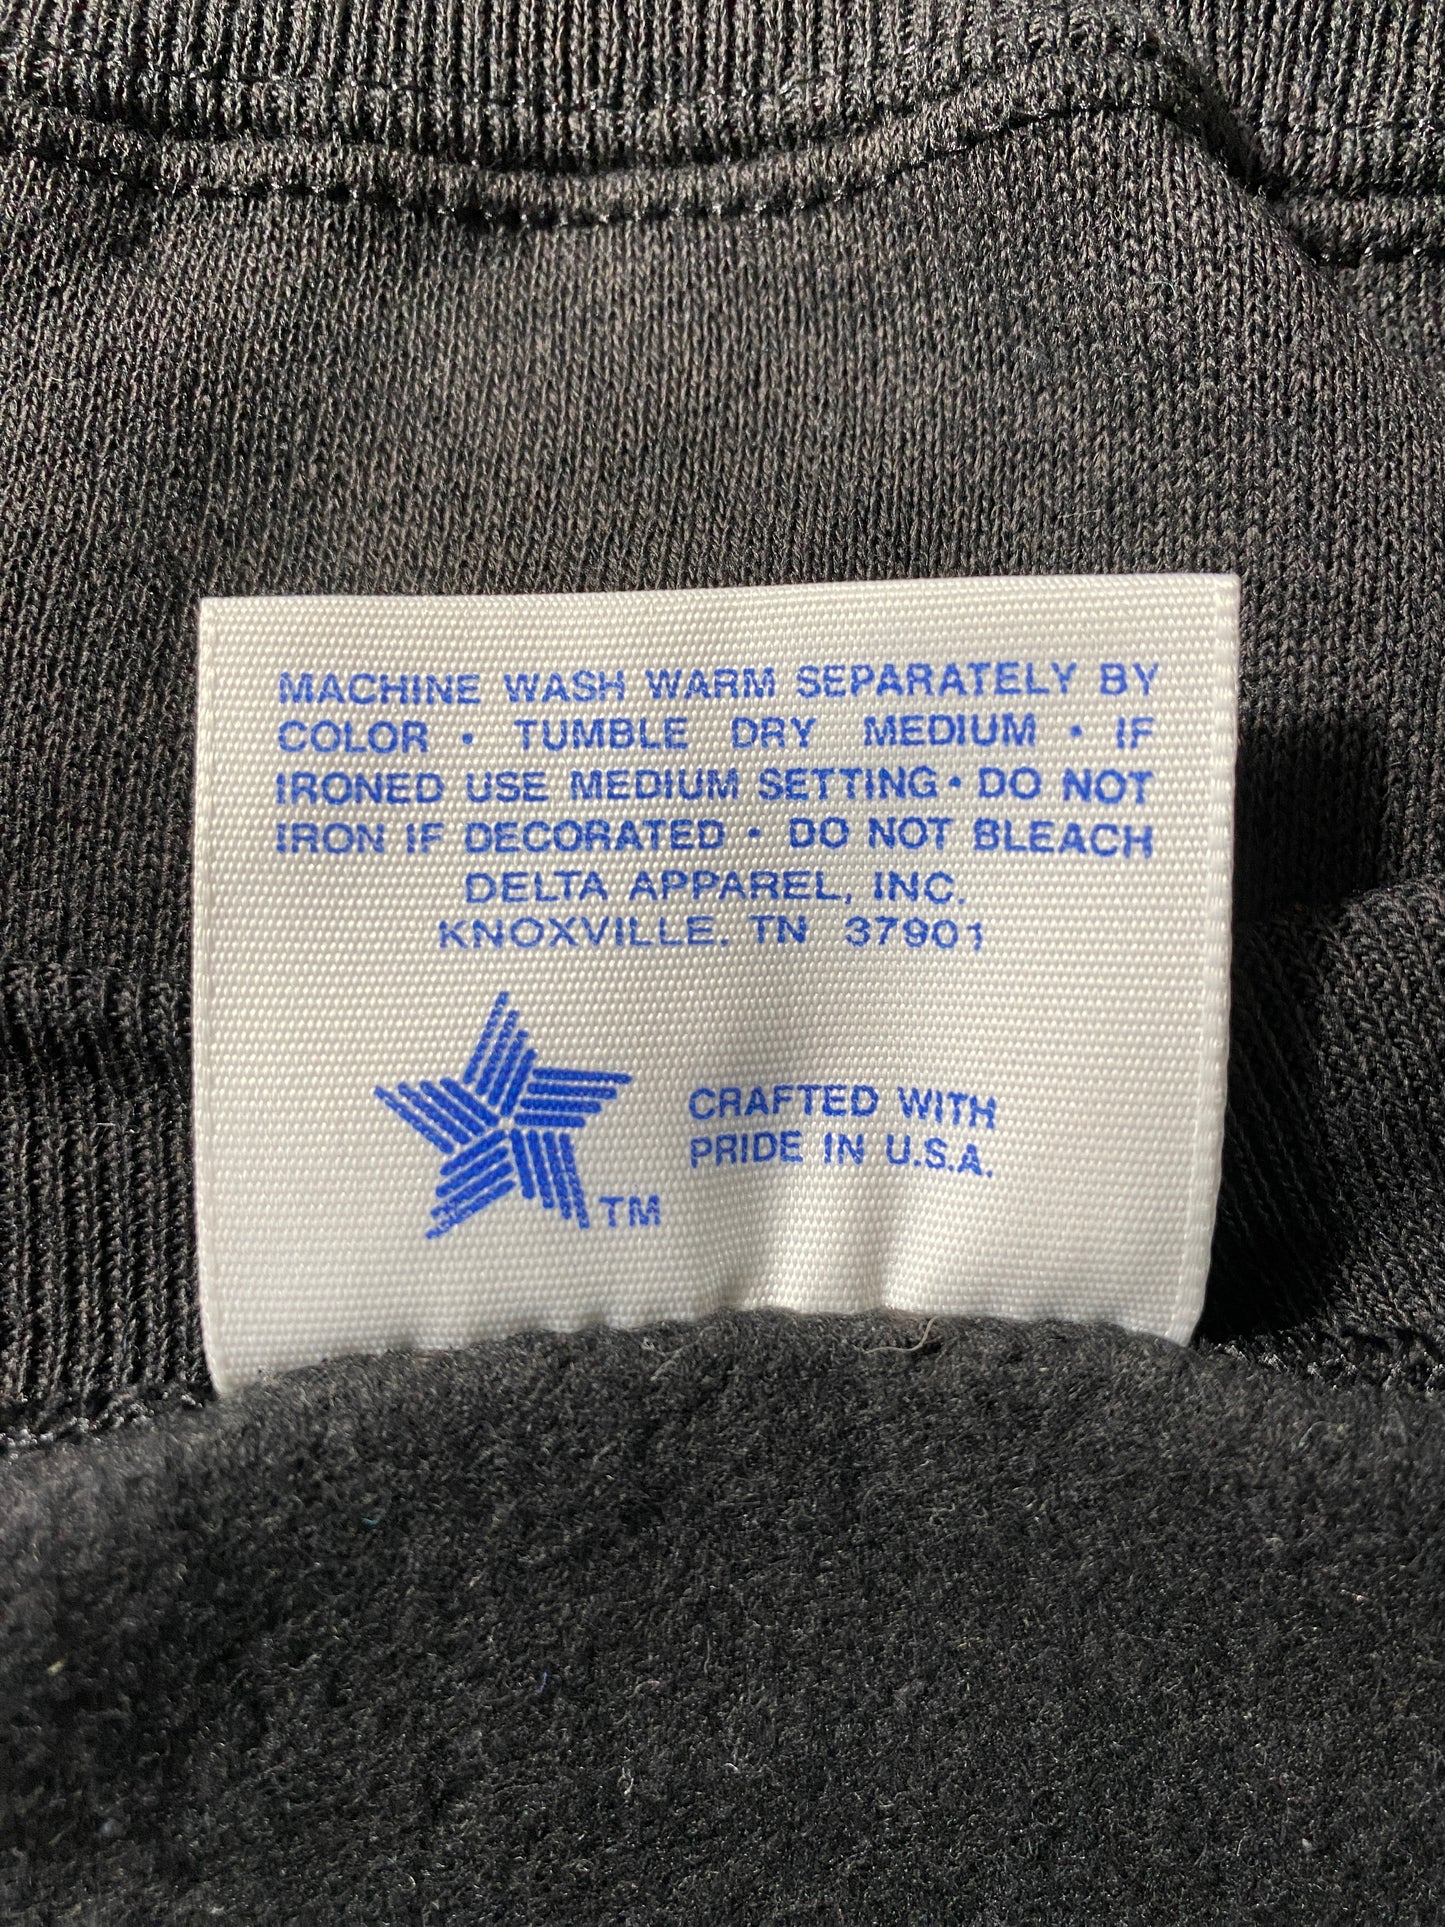 MACHINE WASH WARM SEPARATELY BY
COLOR • TUMBLE DRY MEDIUM • IF
IRONED USE MEDIUM SETTING • DO NOT
IRON IF DECORATED • DO NOT BLEACH
DELTA APPAREL, INC.
KNOXVILLE, TN 37901
CRAFTED WITH
PRIDE IN U.S.A.
TM